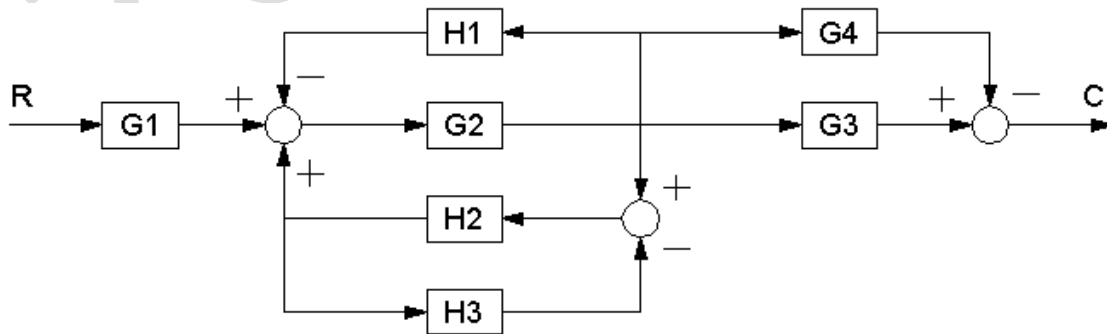 H1 G4
− −
R + + C
G1 G2 G3
+
+
H2
−
H3